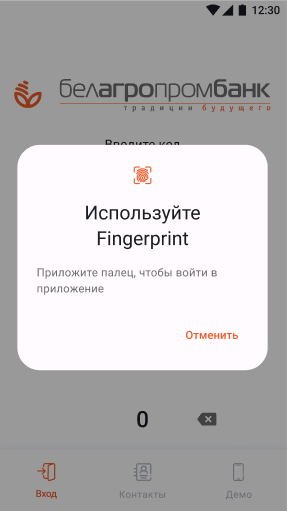 12:30
белагропромбанк
традиции будущего
Введите код
Используйте
Fingerprint
Приложите палец, чтобы войти в
приложение
Отменить
0
Вход
Контакты
Демо